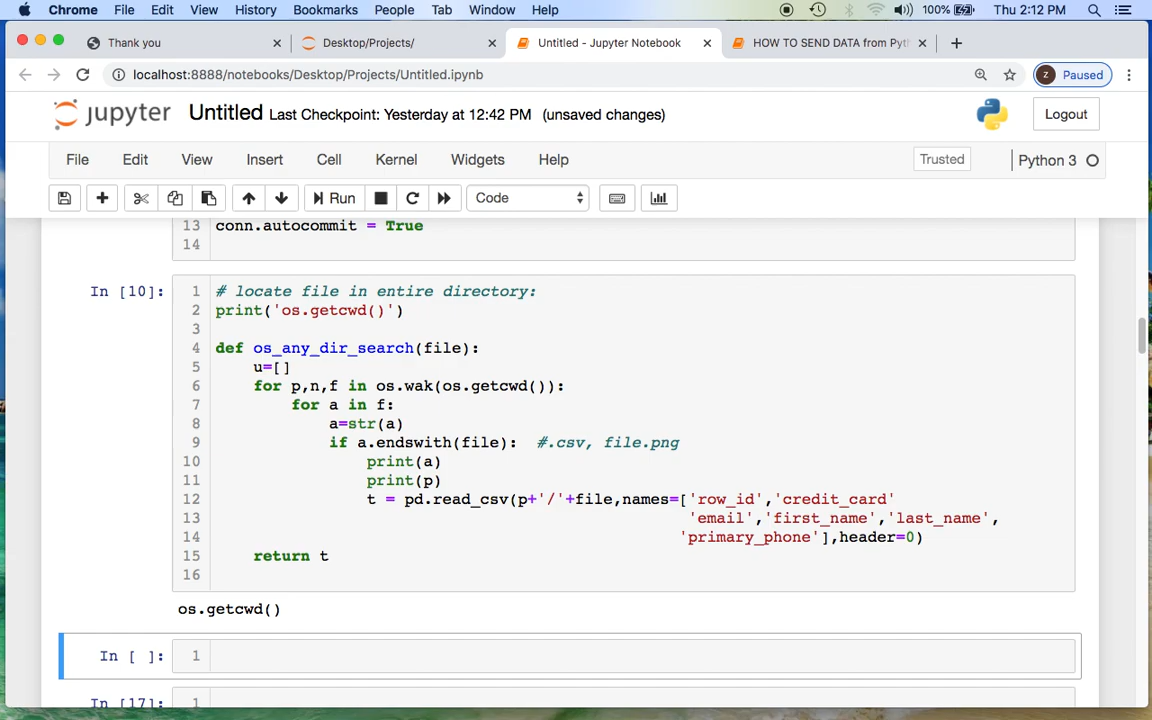 Chrome File Edit View History Bookmarks People Tab Window Help 100% Thu 2:12 PM
Thank you Desktop/Projects/ Untitled - Jupyter Notebook HOW TO SEND DATA from Pyth
localhost:8888/notebooks/Desktop/Projects/Untitled.ipynb Z Paused
jupyter Untitled Last Checkpoint: Yesterday at 12:42 PM (unsaved changes) Logout
File Edit View Insert Cell Kernel Widgets Help Trusted Python 3
Run Code
13 conn.autocommit = True
14
In [10]: 1 # locate file in entire directory:
2 print('os.getcwd()')
3
4 def os_any_dir_search(file):
5 u=[]
6 for p,n,f in os.wak(os.getcwd()):
7 for a in f:
8 a=str(a)
9 if a.endswith(file): #.csv, file.png
10 print(a)
11 print(p)
12 t = pd.read_csv(p+'/'+file,names=['row_id','credit_card'
13 'email','first_name','last_name',
14 'primary_phone'],header=0)
15 return t
16
os.getcwd()
In [ ]: 1
In [17]: 1